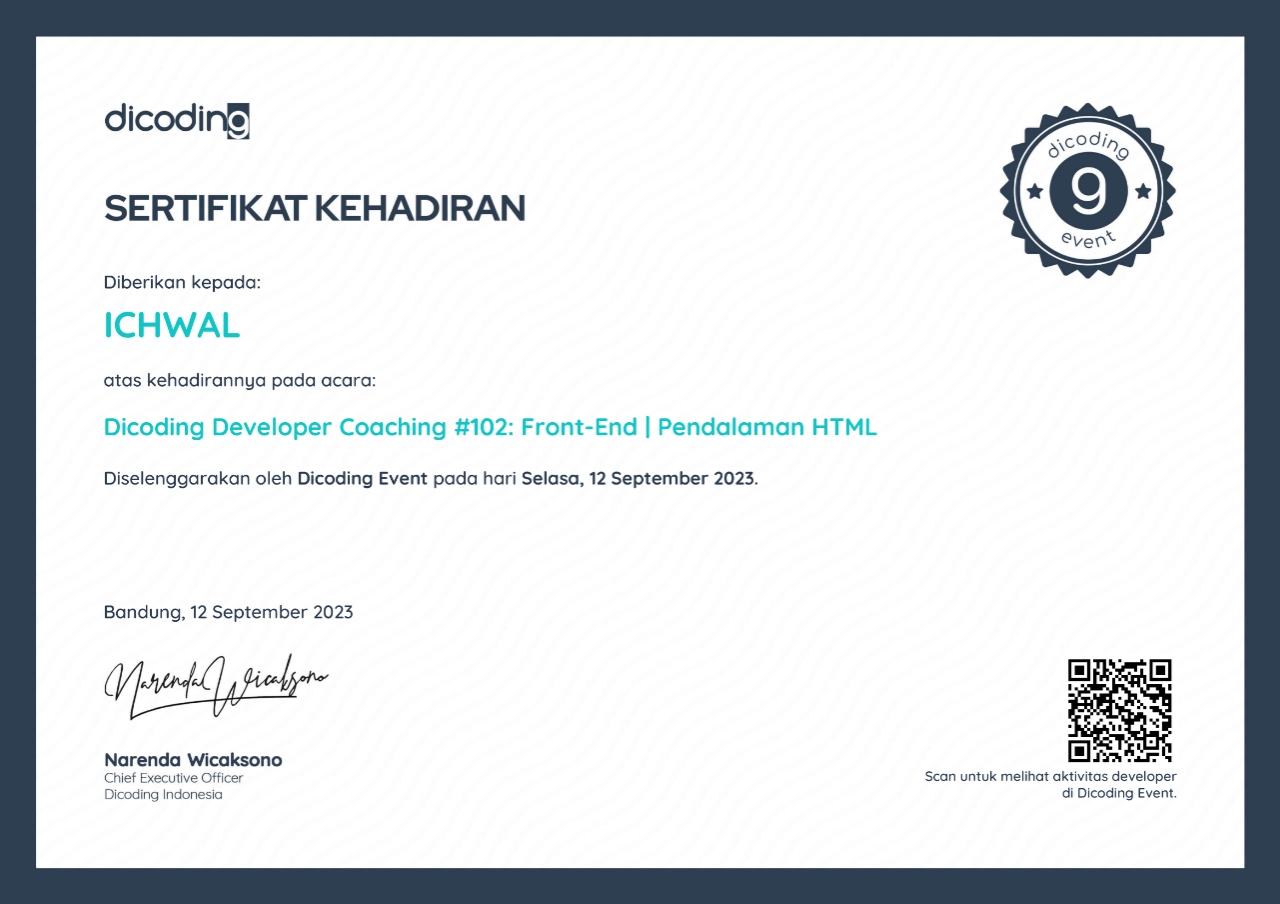 dicoding
SERTIFIKAT KEHADIRAN
dicoding
g
event
Diberikan kepada:
ICHWAL
atas kehadirannya pada acara:
Dicoding Developer Coaching #102: Front-End | Pendalaman HTML
Diselenggarakan oleh Dicoding Event pada hari Selasa, 12 September 2023.
Bandung, 12 September 2023
Narenda Wicaksono
Narenda Wicaksono
Chief Executive Officer
Dicoding Indonesia
Scan untuk melihat aktivitas developer
di Dicoding Event.